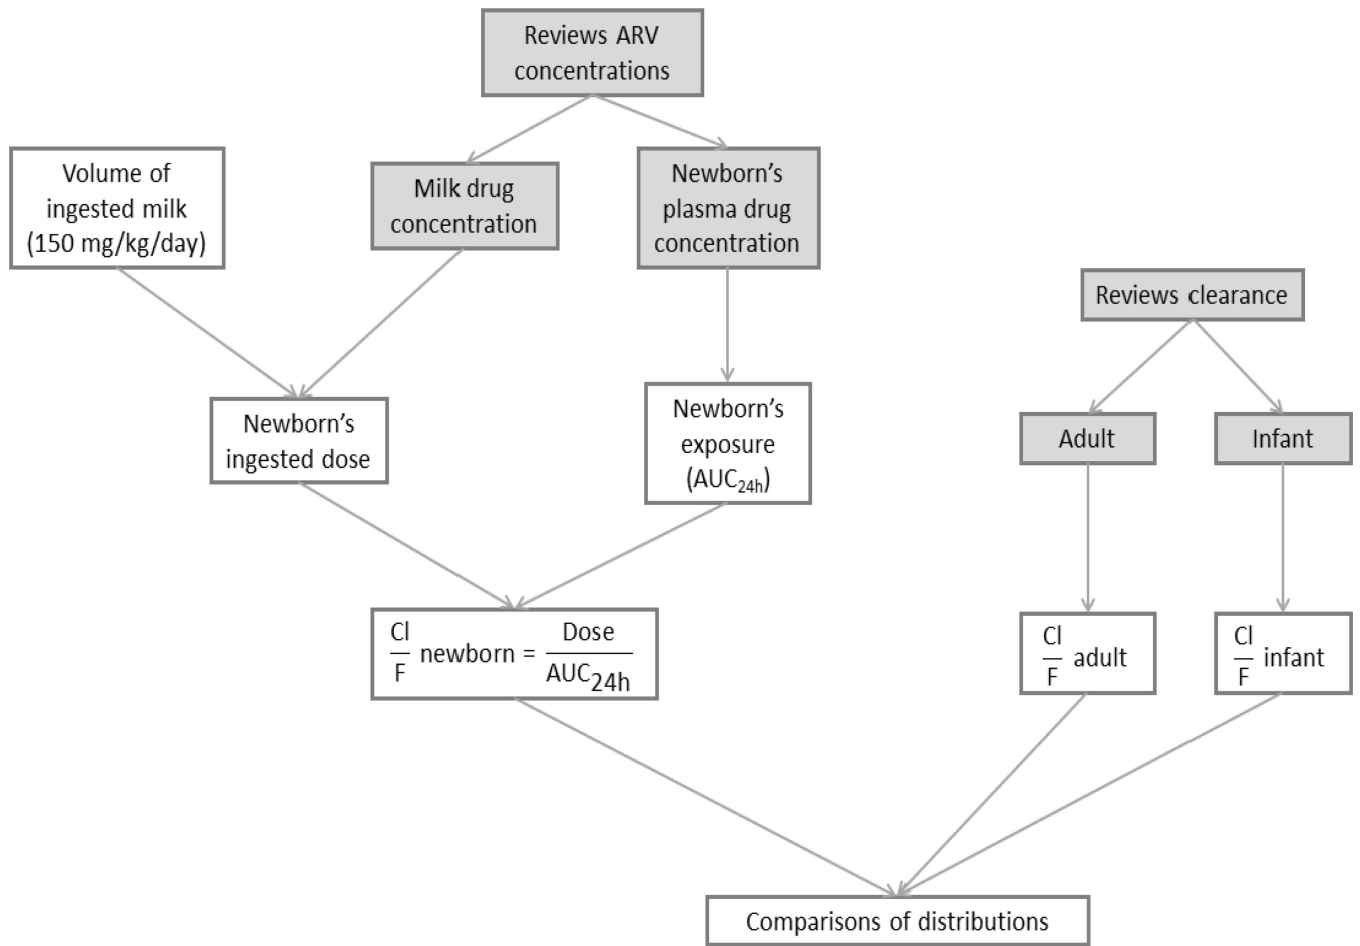 Reviews ARV
concentrations
Volume of
ingested milk
(150 mg/kg/day)
Milk drug
concentration
Newborn’s
plasma drug
concentration
Reviews clearance
Newborn’s
ingested dose
Newborn’s
exposure
(AUC24h)
Adult
Infant
Cl
F
newborn =
Dose
AUC24h
Cl
F
adult
Cl
F
infant
Comparisons of distributions